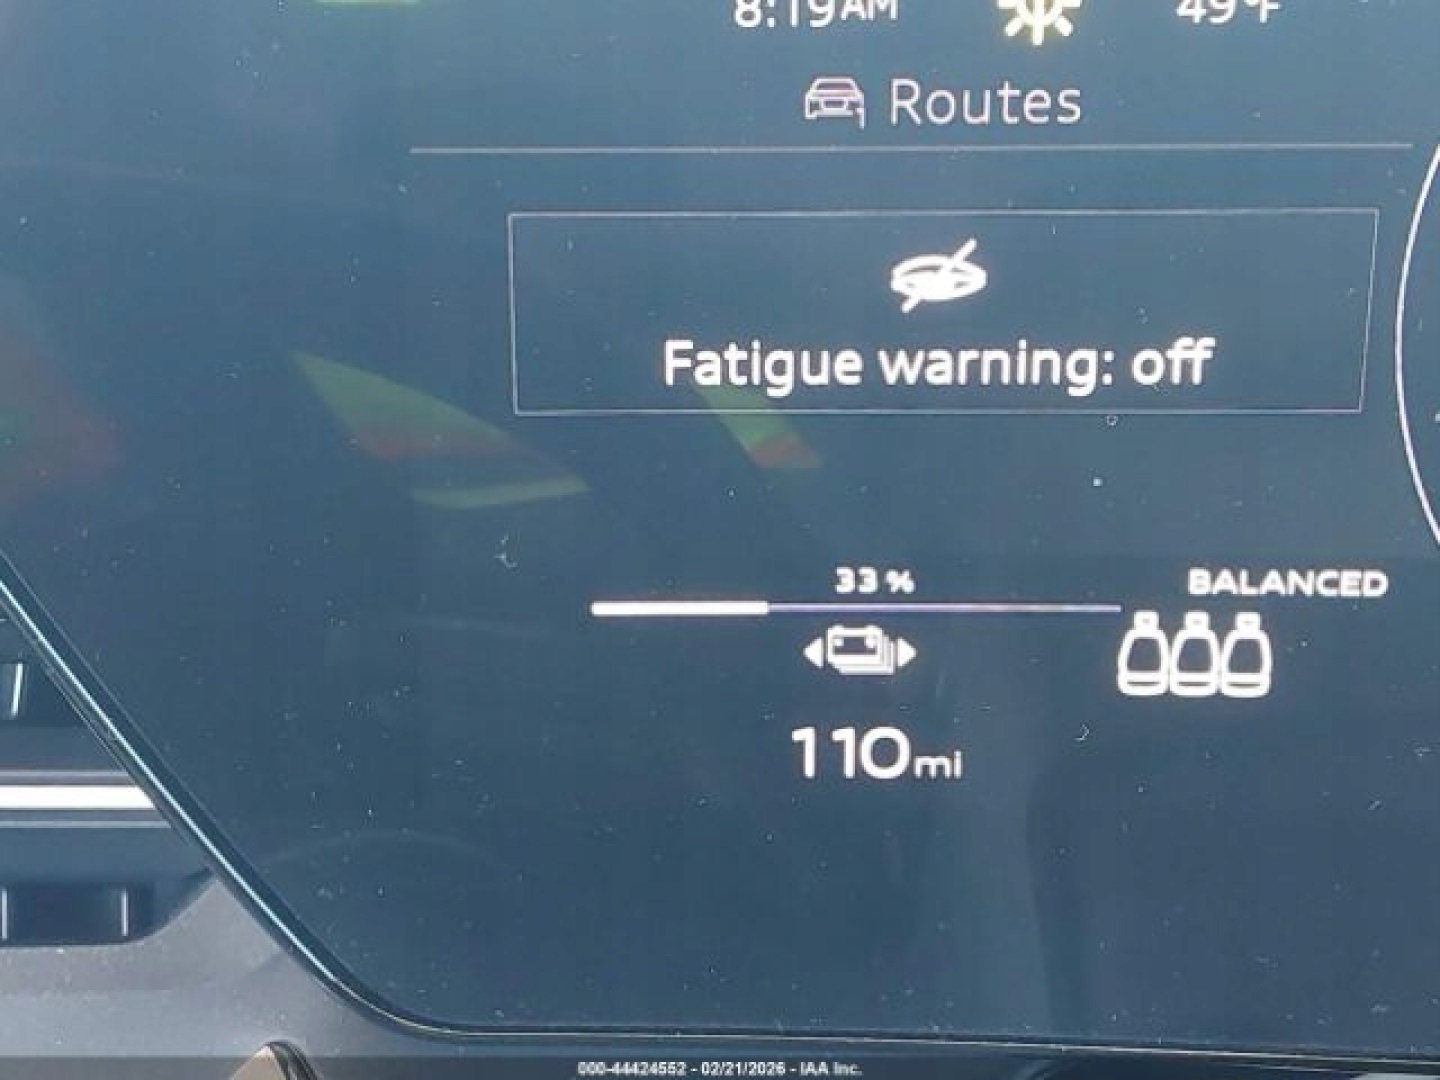 8:19AM 49°F
Routes
Fatigue warning: off
33 % BALANCED
110mi
000-44424552 - 02/21/2026 - IAA Inc.